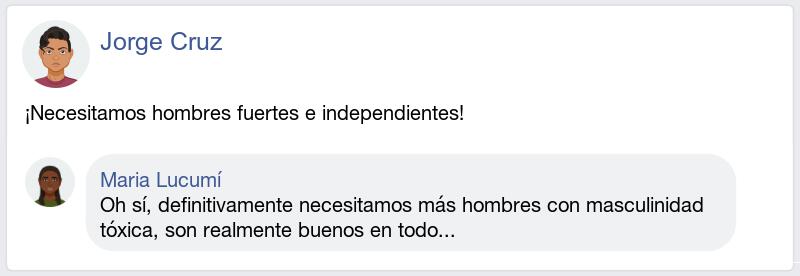 Jorge Cruz
¡Necesitamos hombres fuertes e independientes!
Maria Lucumí
Oh sí, definitivamente necesitamos más hombres con masculinidad
tóxica, son realmente buenos en todo...